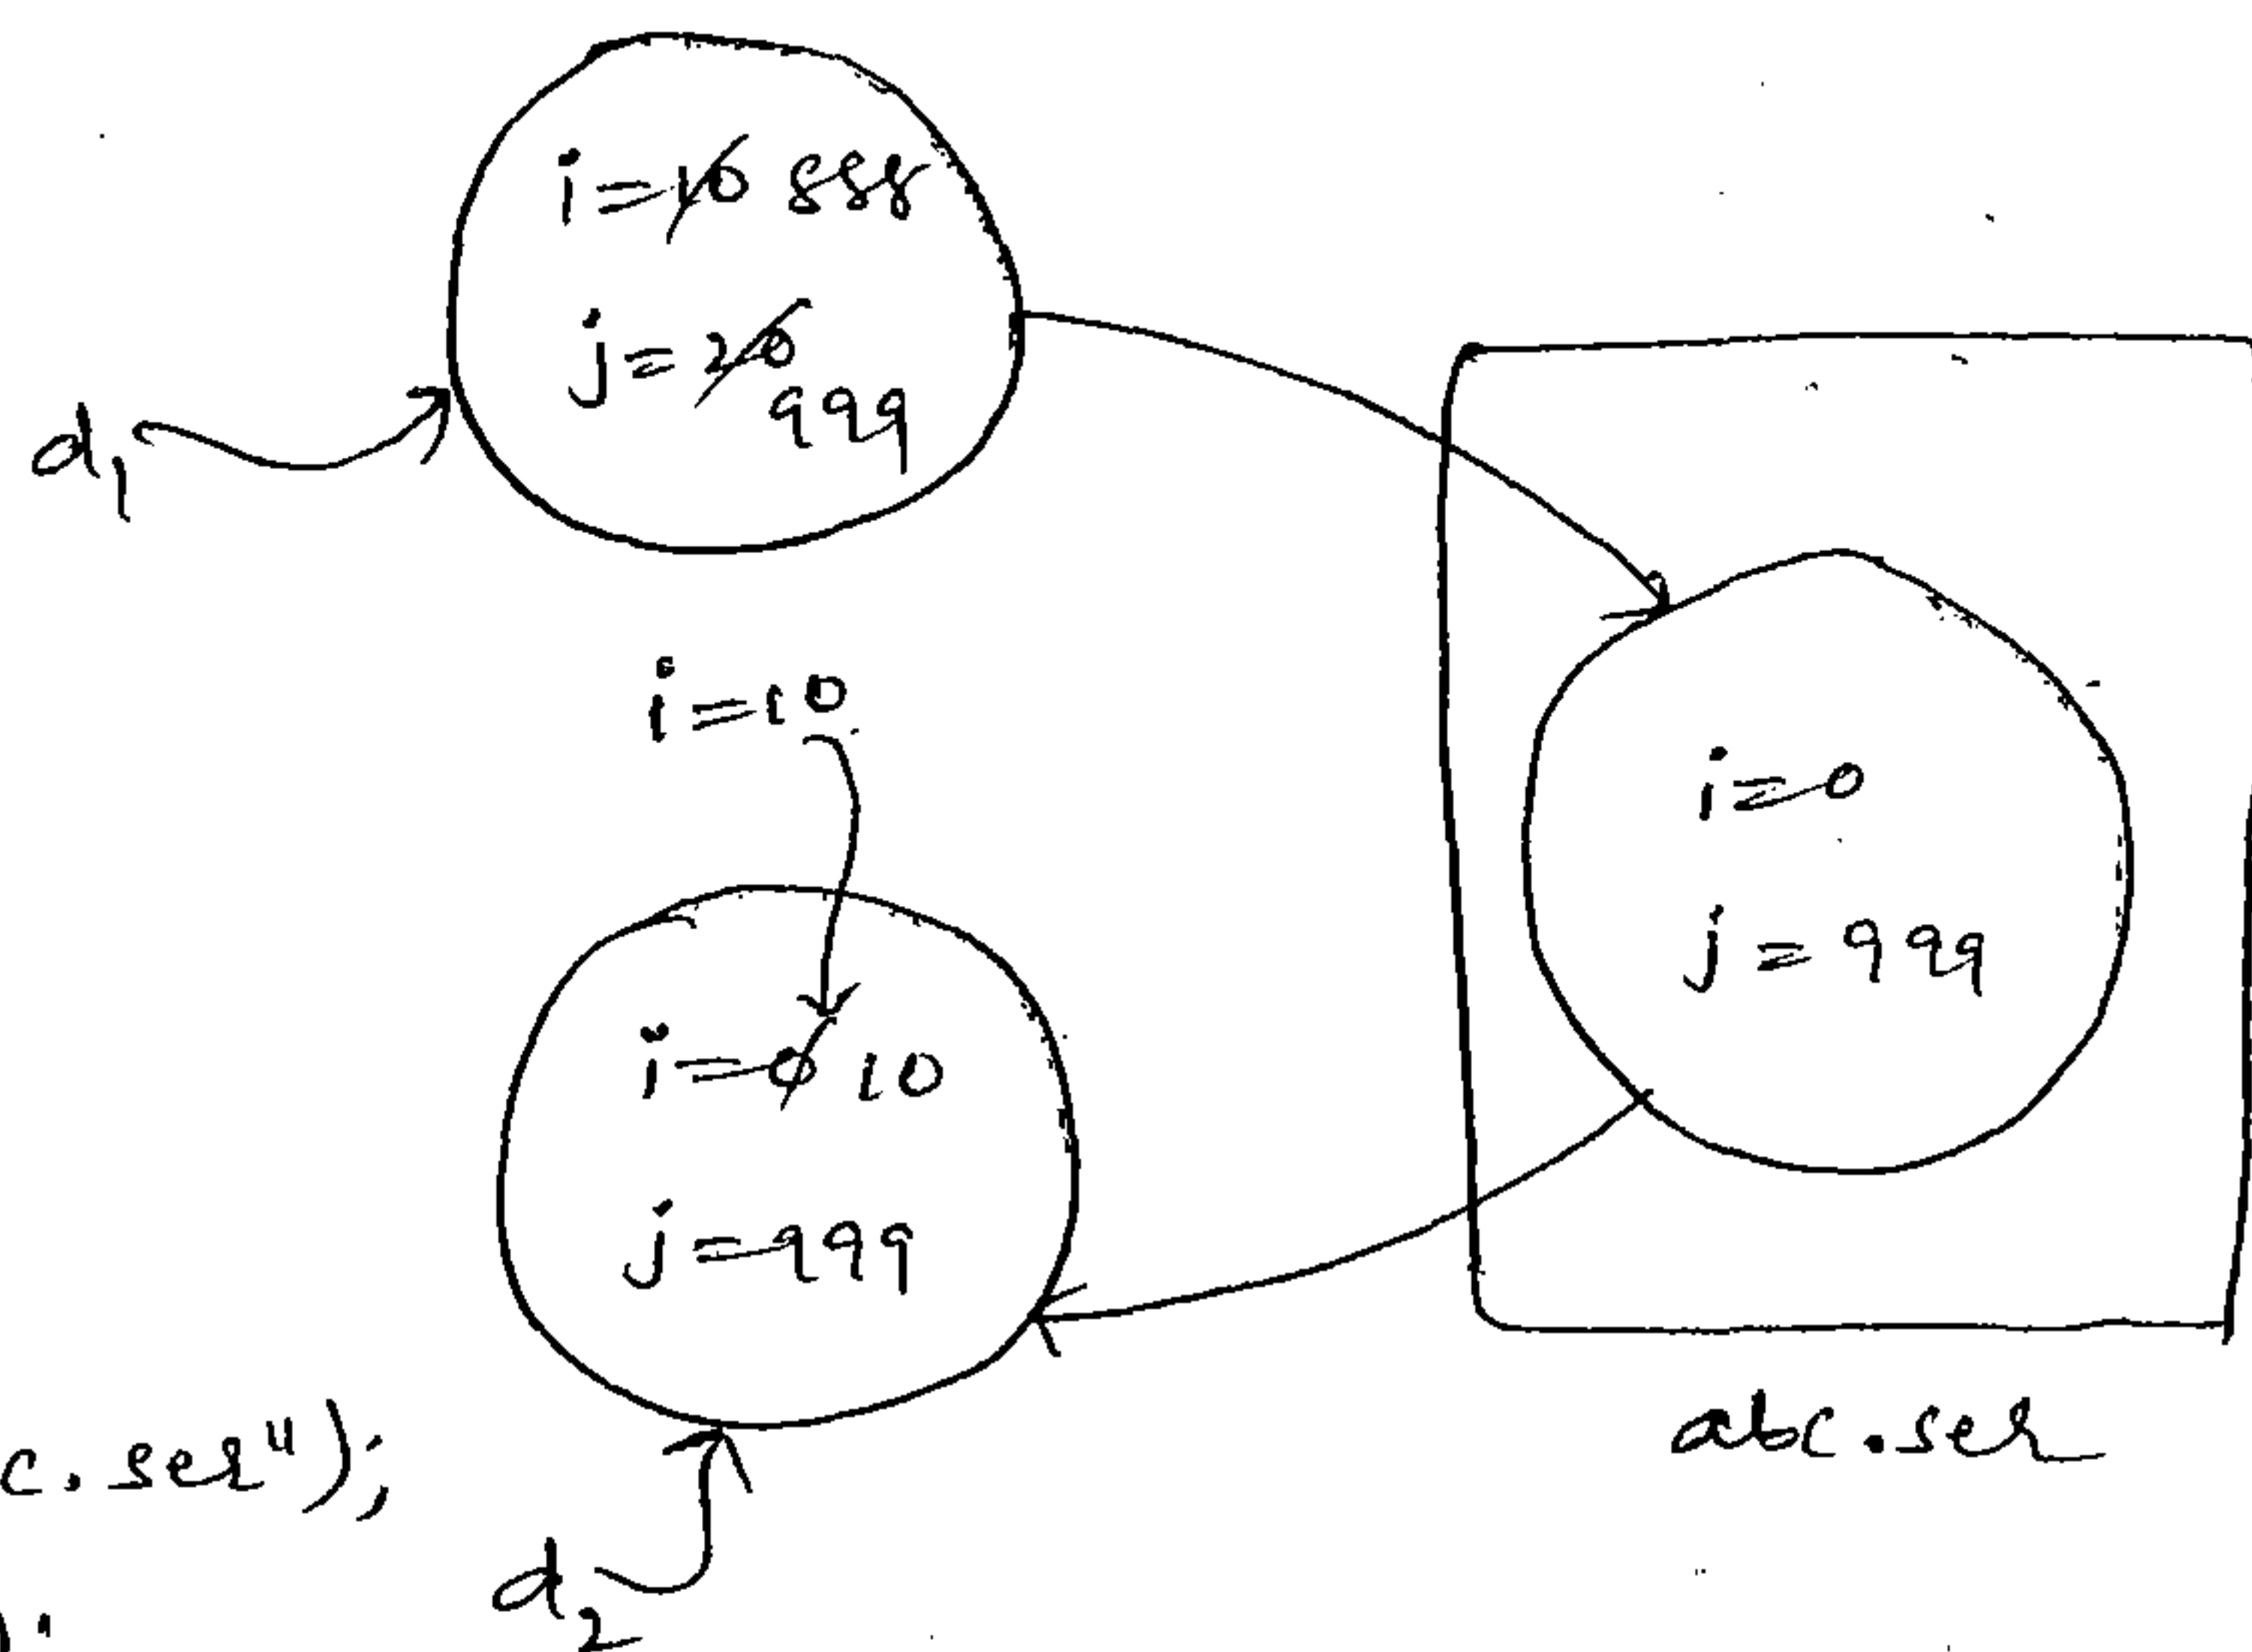 i=10 888
j=20
999
d1
i=10
i=0
j=999
i=0 10
j=999
abc.ser
c.ser");
d2